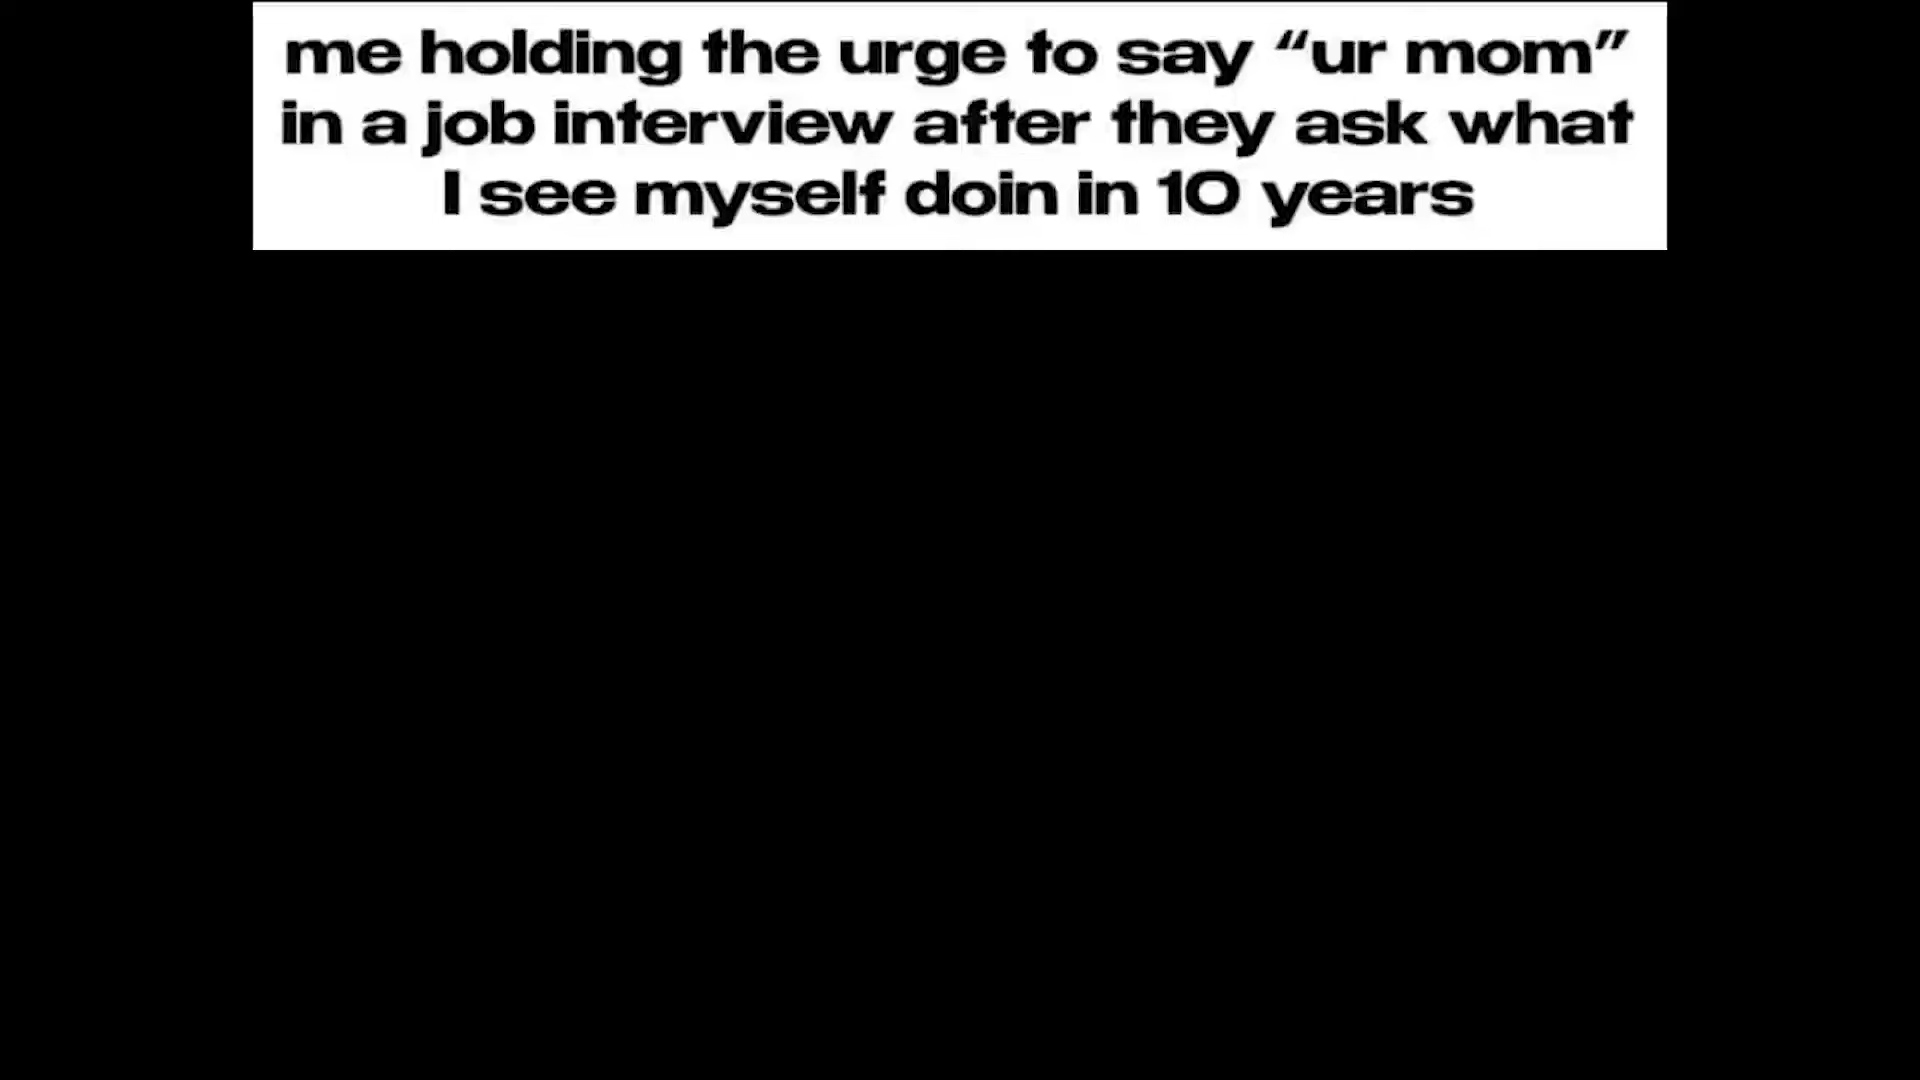 me holding the urge to say “ur mom”
in a job interview after they ask what
I see myself doin in 10 years